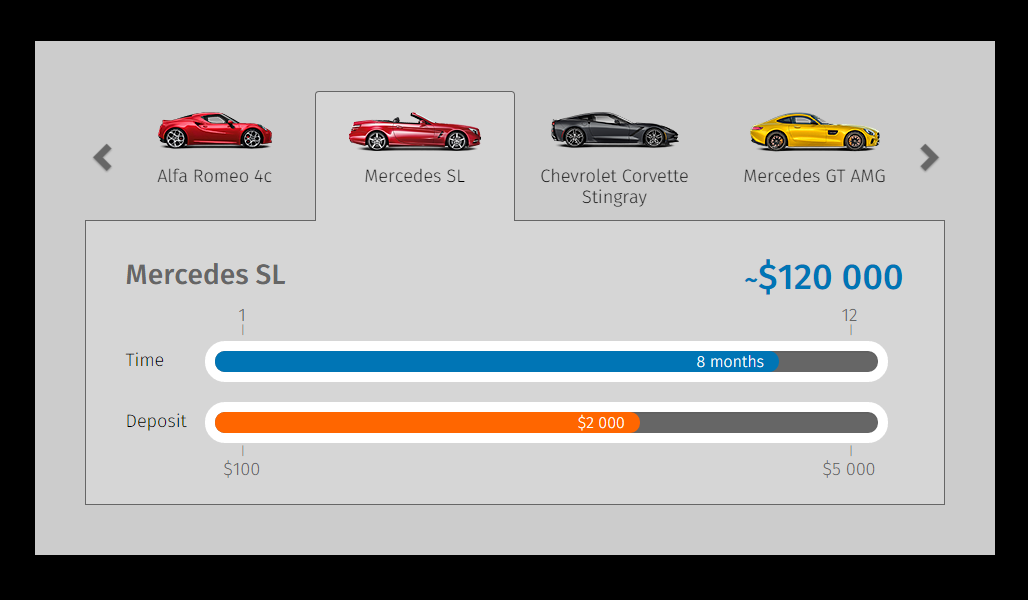 Alfa Romeo 4c
Mercedes SL
Chevrolet Corvette
Stingray
Mercedes GT AMG
Mercedes SL
~$120 000
1
12
Time
8 months
Deposit
$2 000
$100
$5 000